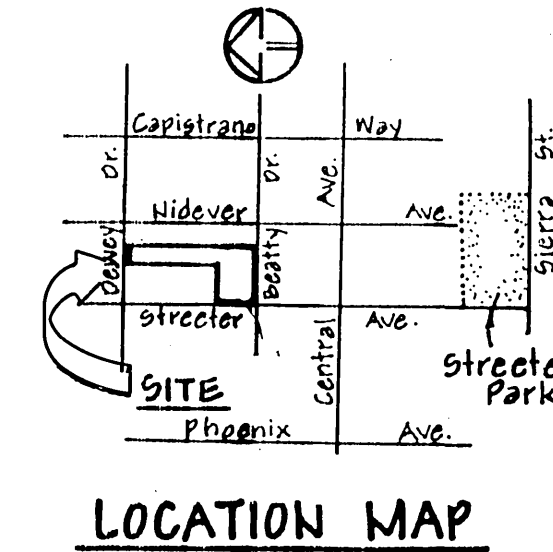 Capistrano Way
Dr.
Dr.
Ave.
St.
Nidever Ave.
Dewey
Beatty
Sierra
Streeter Ave.
Central
Streete
Park
SITE
Phoenix Ave.
LOCATION MAP